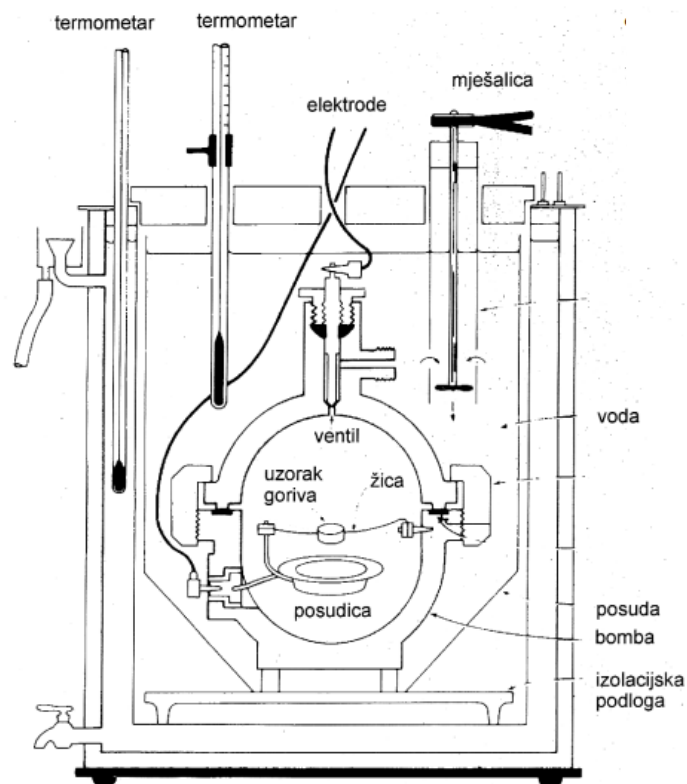 termometar
termometar
elektrode
mješalica
voda
ventil
uzorak
goriva
žica
posudica
posuda
bomba
izolacijska
podloga